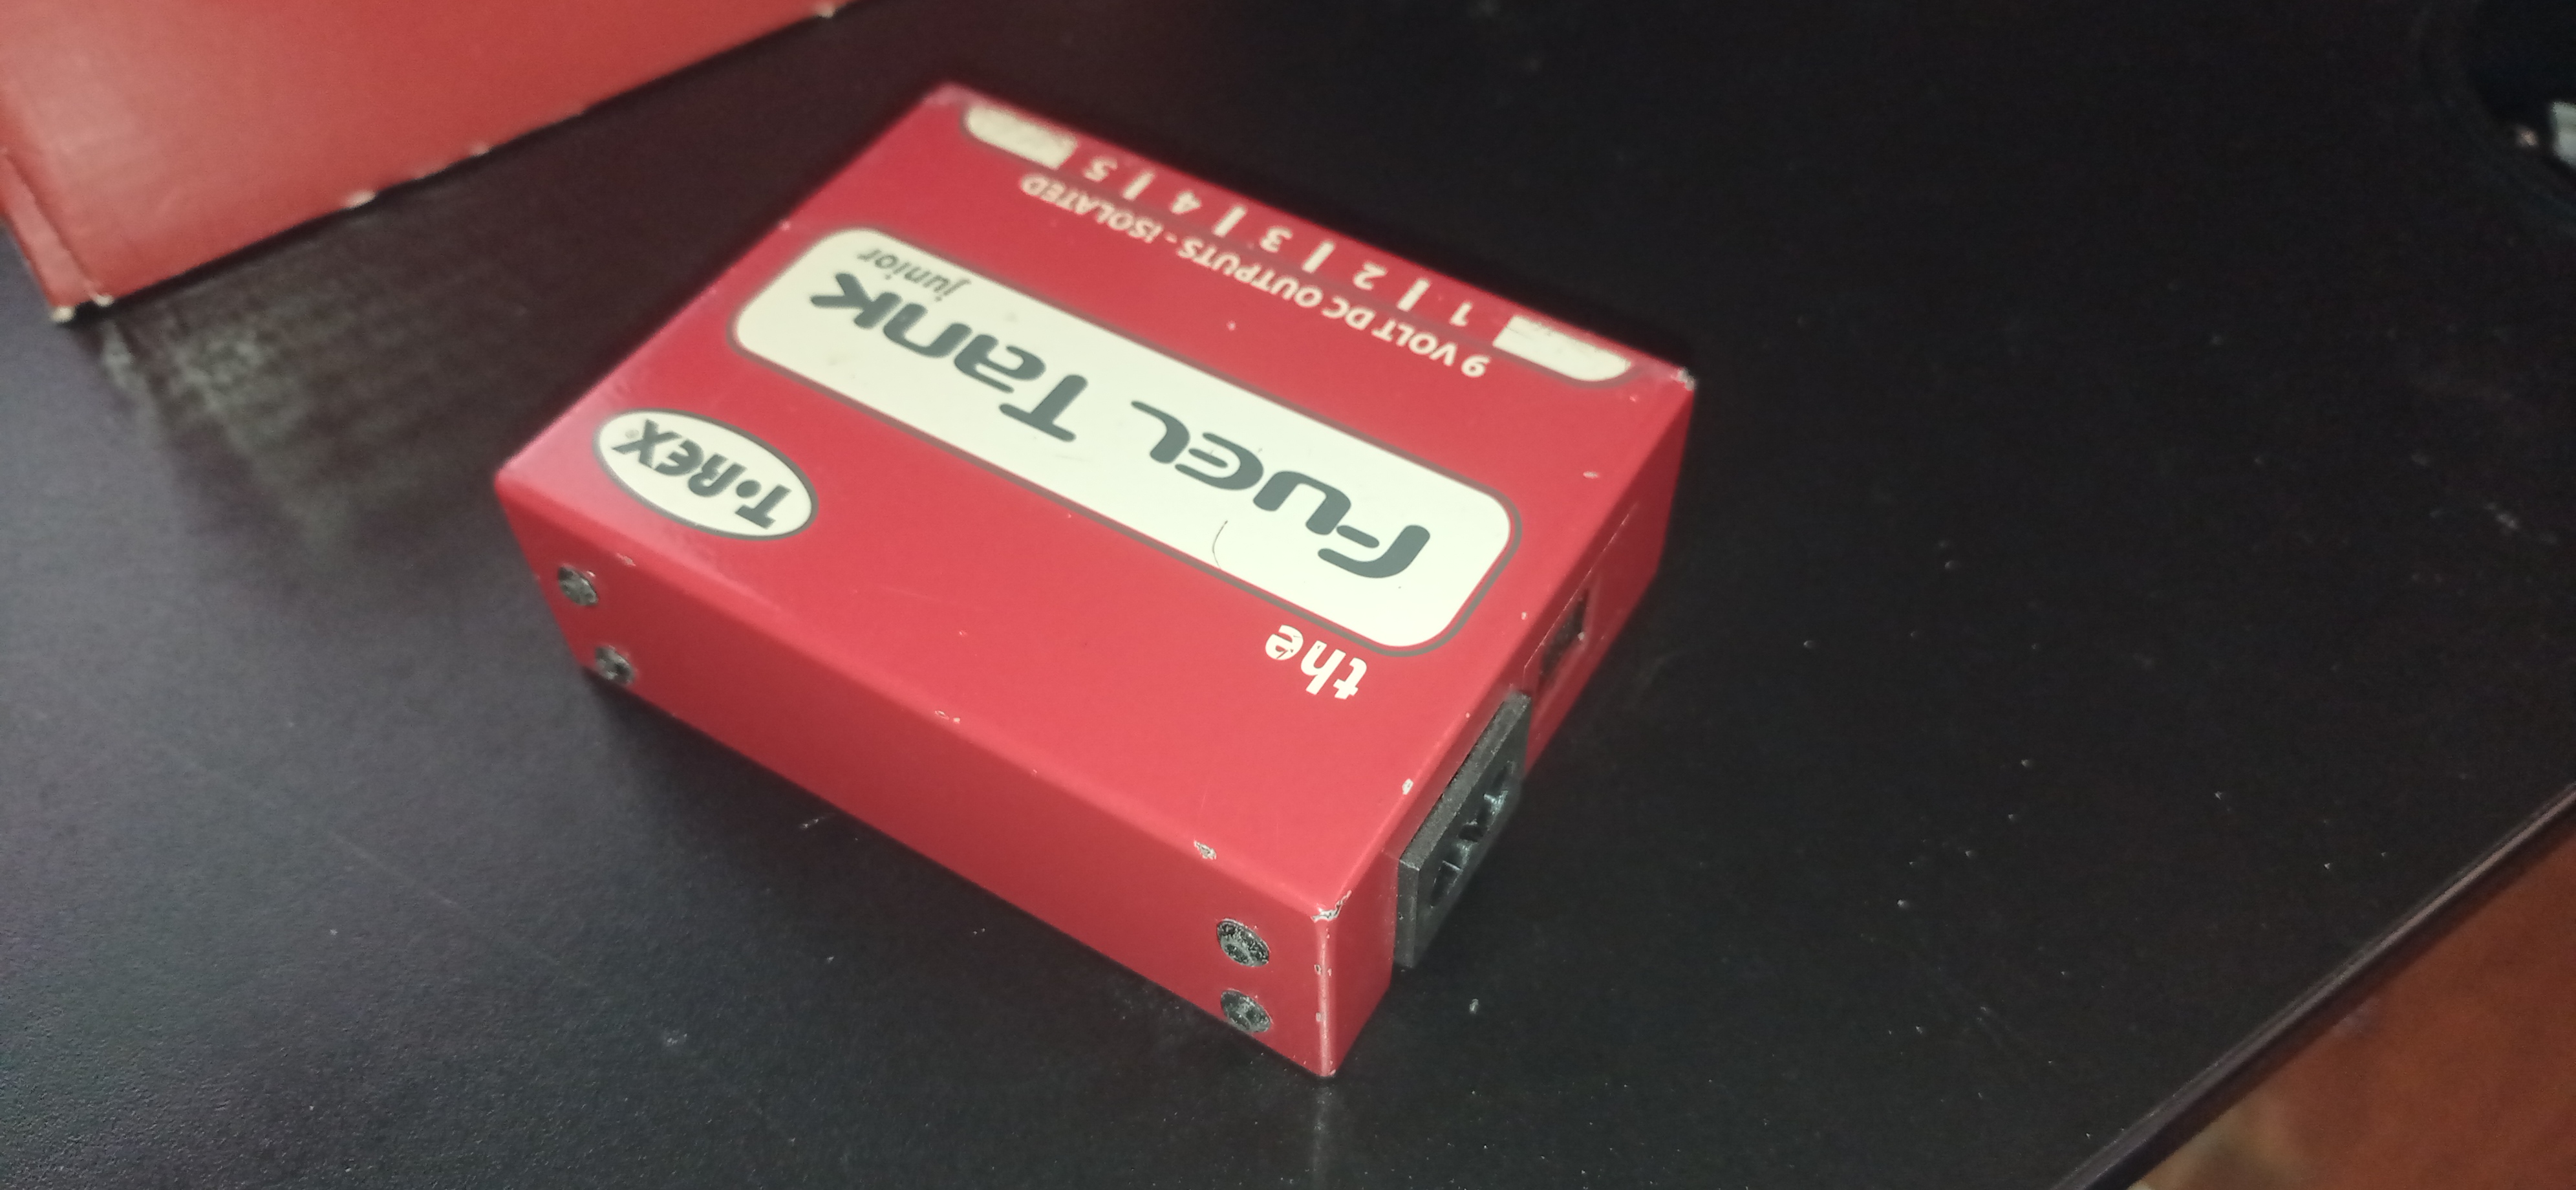 the
FUEL TANK
junior
T·REX®
9 VOLT DC OUTPUTS - ISOLATED
1 | 2 | 3 | 4 | 5